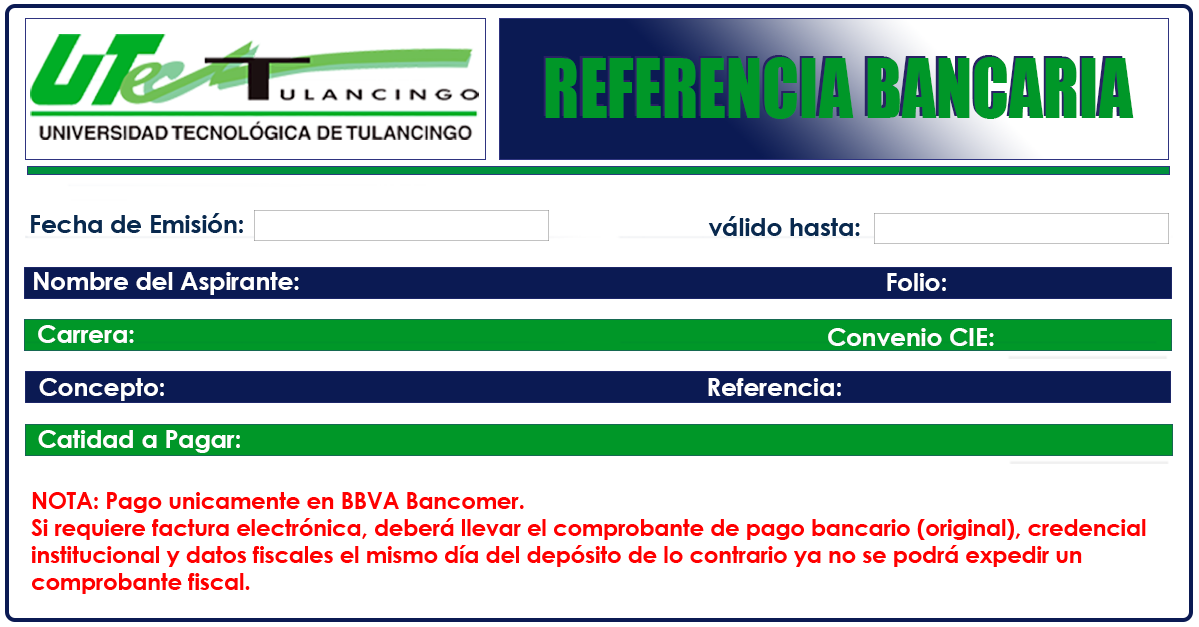 UTec TULANCINGO
UNIVERSIDAD TECNOLÓGICA DE TULANCINGO
REFERENCIA BANCARIA
Fecha de Emisión:
válido hasta:
Nombre del Aspirante:
Folio:
Carrera:
Convenio CIE:
Concepto:
Referencia:
Catidad a Pagar:
NOTA: Pago unicamente en BBVA Bancomer.
Si requiere factura electrónica, deberá llevar el comprobante de pago bancario (original), credencial
institucional y datos fiscales el mismo día del depósito de lo contrario ya no se podrá expedir un
comprobante fiscal.